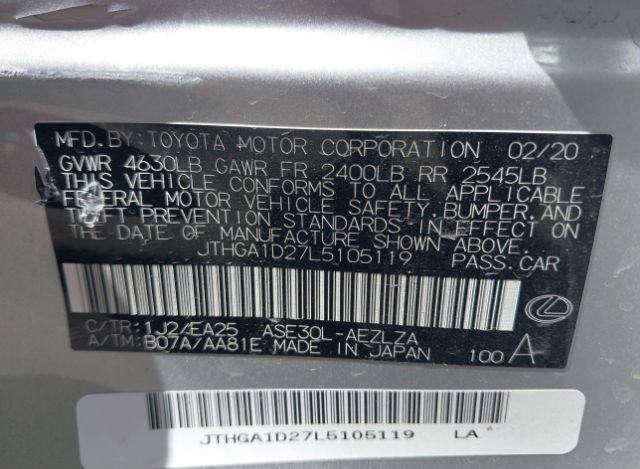 MFD. BY: TOYOTA MOTOR CORPORATION 02/20
GVWR 4630LB GAWR FR 2400LB RR 2545LB
THIS VEHICLE CONFORMS TO ALL APPLICABLE
FEDERAL MOTOR VEHICLE SAFETY, BUMPER, AND
THEFT PREVENTION STANDARDS IN EFFECT ON
THE DATE OF MANUFACTURE SHOWN ABOVE.
JTHGA1D27L5105119 PASS. CAR
C/TR: 1J2/EA25 ASE30L-AEZLZA
A/TM: B07A/AA81E MADE IN JAPAN 100 A
JTHGA1D27L5105119 LA